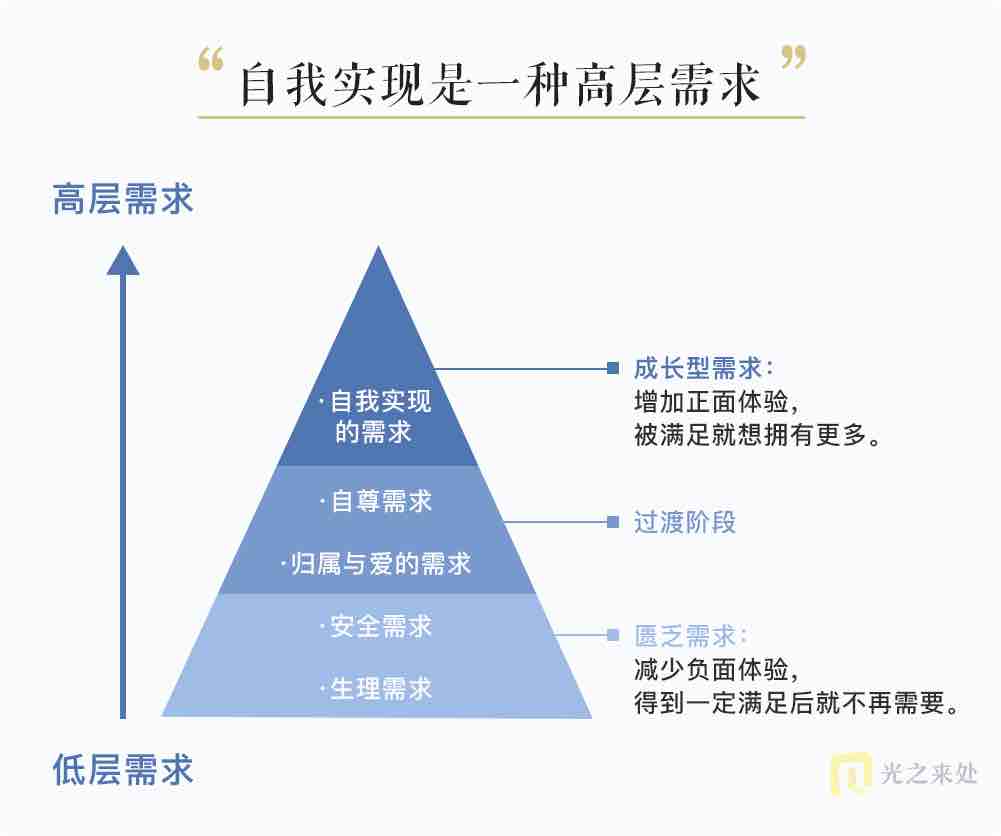 “自我实现是一种高层需求”
高层需求
·自我实现
的需求
·自尊需求
·归属与爱的需求
·安全需求
·生理需求
成长型需求：
增加正面体验，
被满足就想拥有更多。
过渡阶段
匮乏需求：
减少负面体验，
得到一定满足后就不再需要。
低层需求
光之来处